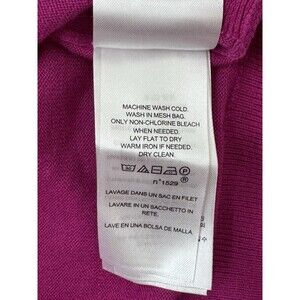 MACHINE WASH COLD.
WASH IN MESH BAG.
ONLY NON-CHLORINE BLEACH
WHEN NEEDED.
LAY FLAT TO DRY
WARM IRON IF NEEDED.
DRY CLEAN.
n°1529
LAVAGE DANS UN SAC EN FILET
LAVARE IN UN SACCHETTO IN
RETE.
LAVE EN UNA BOLSA DE MALLA.